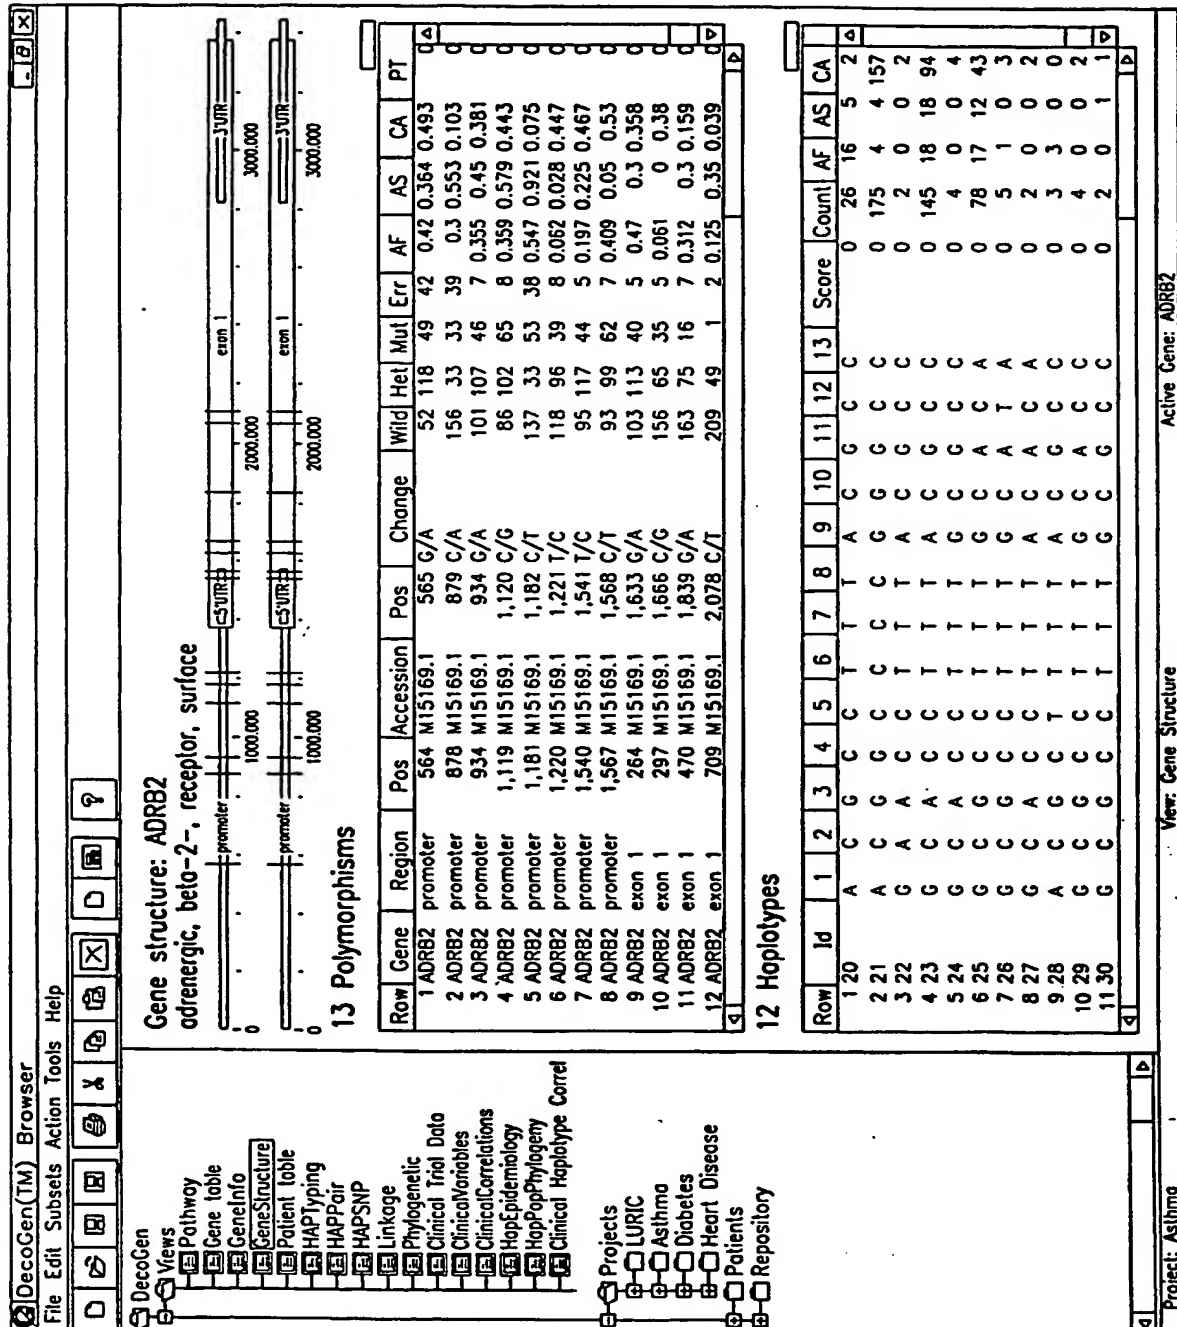 DecoGen(TM) Browser
File Edit Subsets Action Tools Help
?
DecoGen
Views
Pathway
Gene table
GeneInfo
GeneStructure
Patient table
HAPTyping
HAPPair
HAPSNP
Linkage
Phylogenetic
Clinical Trial Data
ClinicalVariables
ClinicalCorrelations
HapEpidemiology
HapPopPhylogeny
Clinical Haplotype Correl
Projects
LURIC
Asthma
Diabetes
Heart Disease
Patients
Repository
Gene structure: ADRB2
adrenergic, beta-2-, receptor, surface
promoter 5'UTR exon 1 3'UTR
0 1000.000 2000.000 3000.000
promoter 5'UTR exon 1 3'UTR
0 1000.000 2000.000 3000.000
13 Polymorphisms
Row Gene Region Pos Accession Pos Change Wild Het Mut Err AF AS CA PT
1 ADRB2 promoter 564 M15169.1 565 G/A 52 118 49 42 0.42 0.364 0.493 0
2 ADRB2 promoter 878 M15169.1 879 C/A 156 33 33 39 0.3 0.553 0.103 0
3 ADRB2 promoter 934 M15169.1 934 G/A 101 107 46 7 0.355 0.45 0.381 0
4 ADRB2 promoter 1,119 M15169.1 1,120 C/G 86 102 65 8 0.359 0.579 0.443 0
5 ADRB2 promoter 1,181 M15169.1 1,182 C/T 137 33 53 38 0.547 0.921 0.075 0
6 ADRB2 promoter 1,220 M15169.1 1,221 T/C 118 96 39 8 0.062 0.028 0.447 0
7 ADRB2 promoter 1,540 M15169.1 1,541 T/C 95 117 44 5 0.197 0.225 0.467 0
8 ADRB2 promoter 1,567 M15169.1 1,568 C/T 93 99 62 7 0.409 0.05 0.53 0
9 ADRB2 exon 1 264 M15169.1 1,633 G/A 103 113 40 5 0.47 0.3 0.358 0
10 ADRB2 exon 1 297 M15169.1 1,666 C/G 156 65 35 5 0.061 0 0.38 0
11 ADRB2 exon 1 470 M15169.1 1,839 G/A 163 75 16 7 0.312 0.3 0.159 0
12 ADRB2 exon 1 709 M15169.1 2,078 C/T 209 49 1 2 0.125 0.35 0.039 0
12 Haplotypes
Row Id 1 2 3 4 5 6 7 8 9 10 11 12 13 Score Count AF AS CA
1 20 A C G C C T T T A C G C C 0 26 16 5 2
2 21 A C G G C C C C G G G C C 0 175 4 4 157
3 22 G A A C C T T T A C G C C 0 2 0 0 2
4 23 G C A C C T T T A C G C C 0 145 18 18 94
5 24 G C A C C T T T G C G C C 0 4 0 0 4
6 25 G C G C C T T T G C A C A 0 78 17 12 43
7 26 G C G C C T T T G C A T A 0 5 1 0 3
8 27 G C A C C T T T A C A C A 0 2 0 0 2
9 28 A C G C T T T T A C G C C 0 3 3 0 0
10 29 G C G C C T T T A C A C C 0 4 0 0 2
11 30 G C G C C T T T G C G C C 0 2 0 1 1
Project: Asthma View: Gene Structure Active Gene: ADRB2